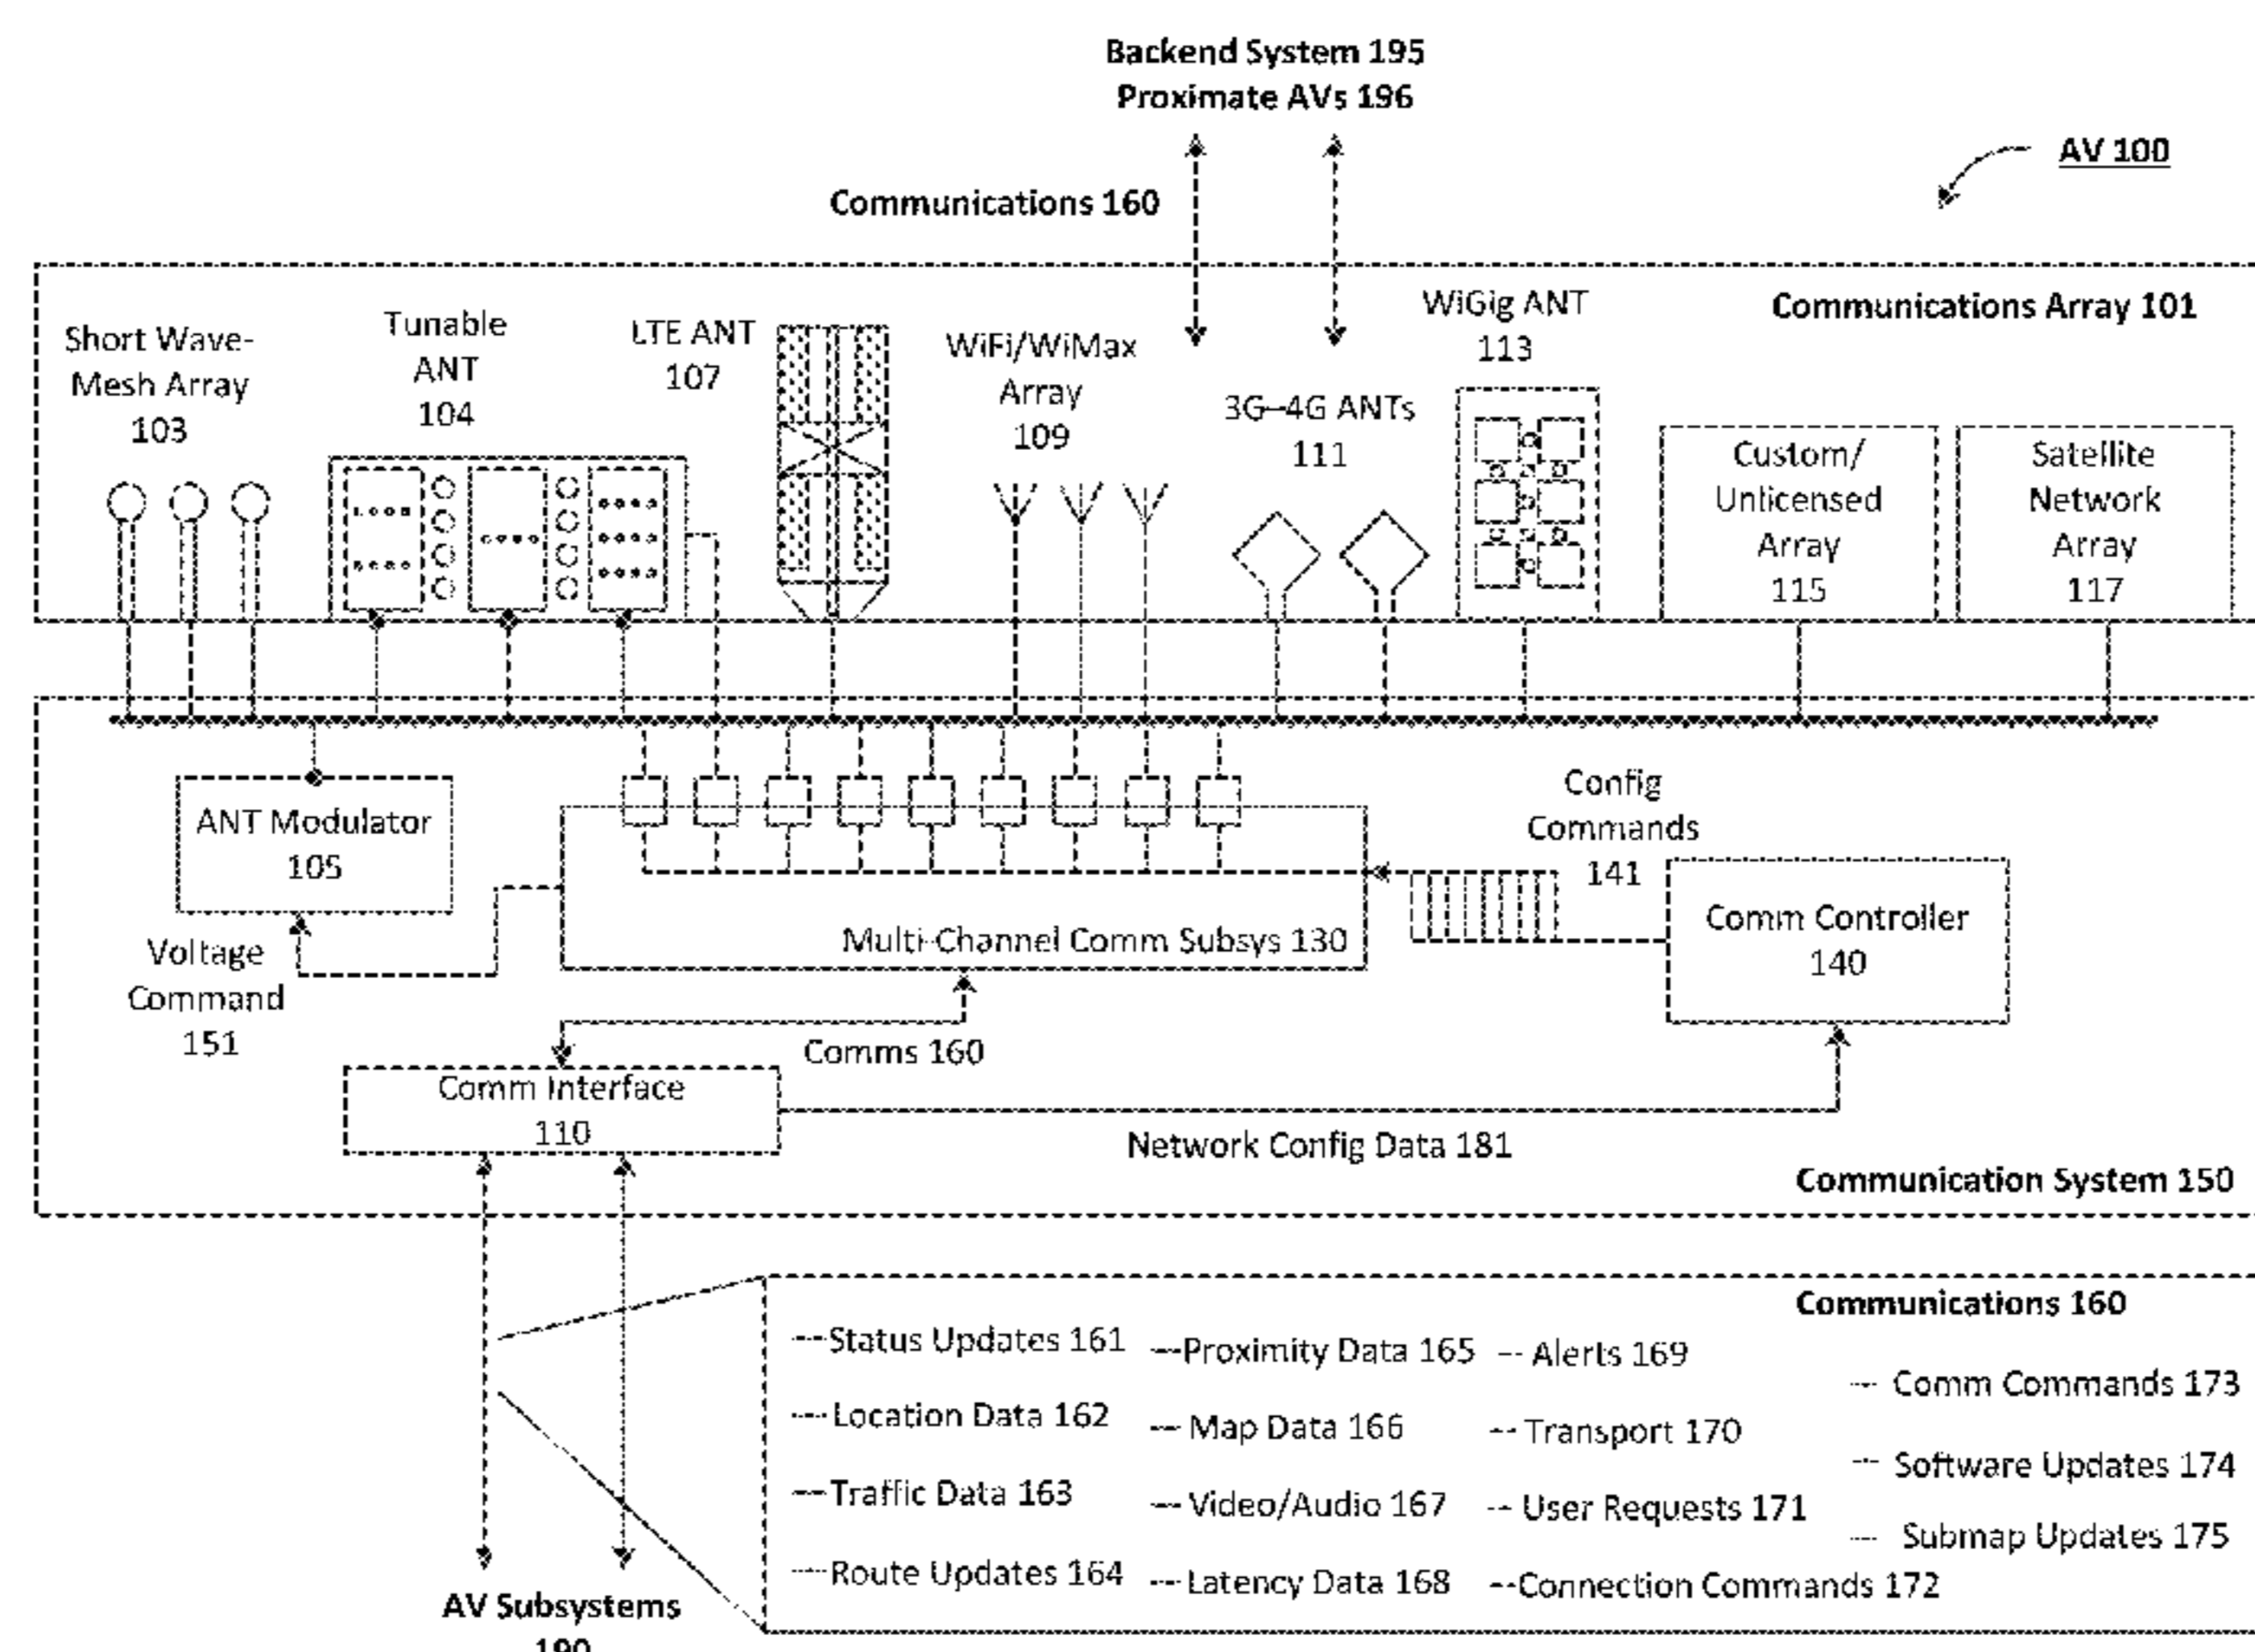 Backend System 195
Proximate AVs 196
AV 100
Communications 160
Communications Array 101
Short Wave-
Mesh Array
103
Tunable
ANT
104
LTE ANT
107
WiFi/WiMax
Array
109
3G–4G ANTs
111
WiGig ANT
113
Custom/
Unlicensed
Array
115
Satellite
Network
Array
117
ANT Modulator
105
Config
Commands
141
Multi-Channel Comm Subsys 130
Comm Controller
140
Voltage
Command
151
Comms 160
Comm Interface
110
Network Config Data 181
Communication System 150
Communications 160
Status Updates 161
Location Data 162
Traffic Data 163
Route Updates 164
Proximity Data 165
Map Data 166
Video/Audio 167
Latency Data 168
Alerts 169
Transport 170
User Requests 171
Connection Commands 172
Comm Commands 173
Software Updates 174
Submap Updates 175
AV Subsystems
190